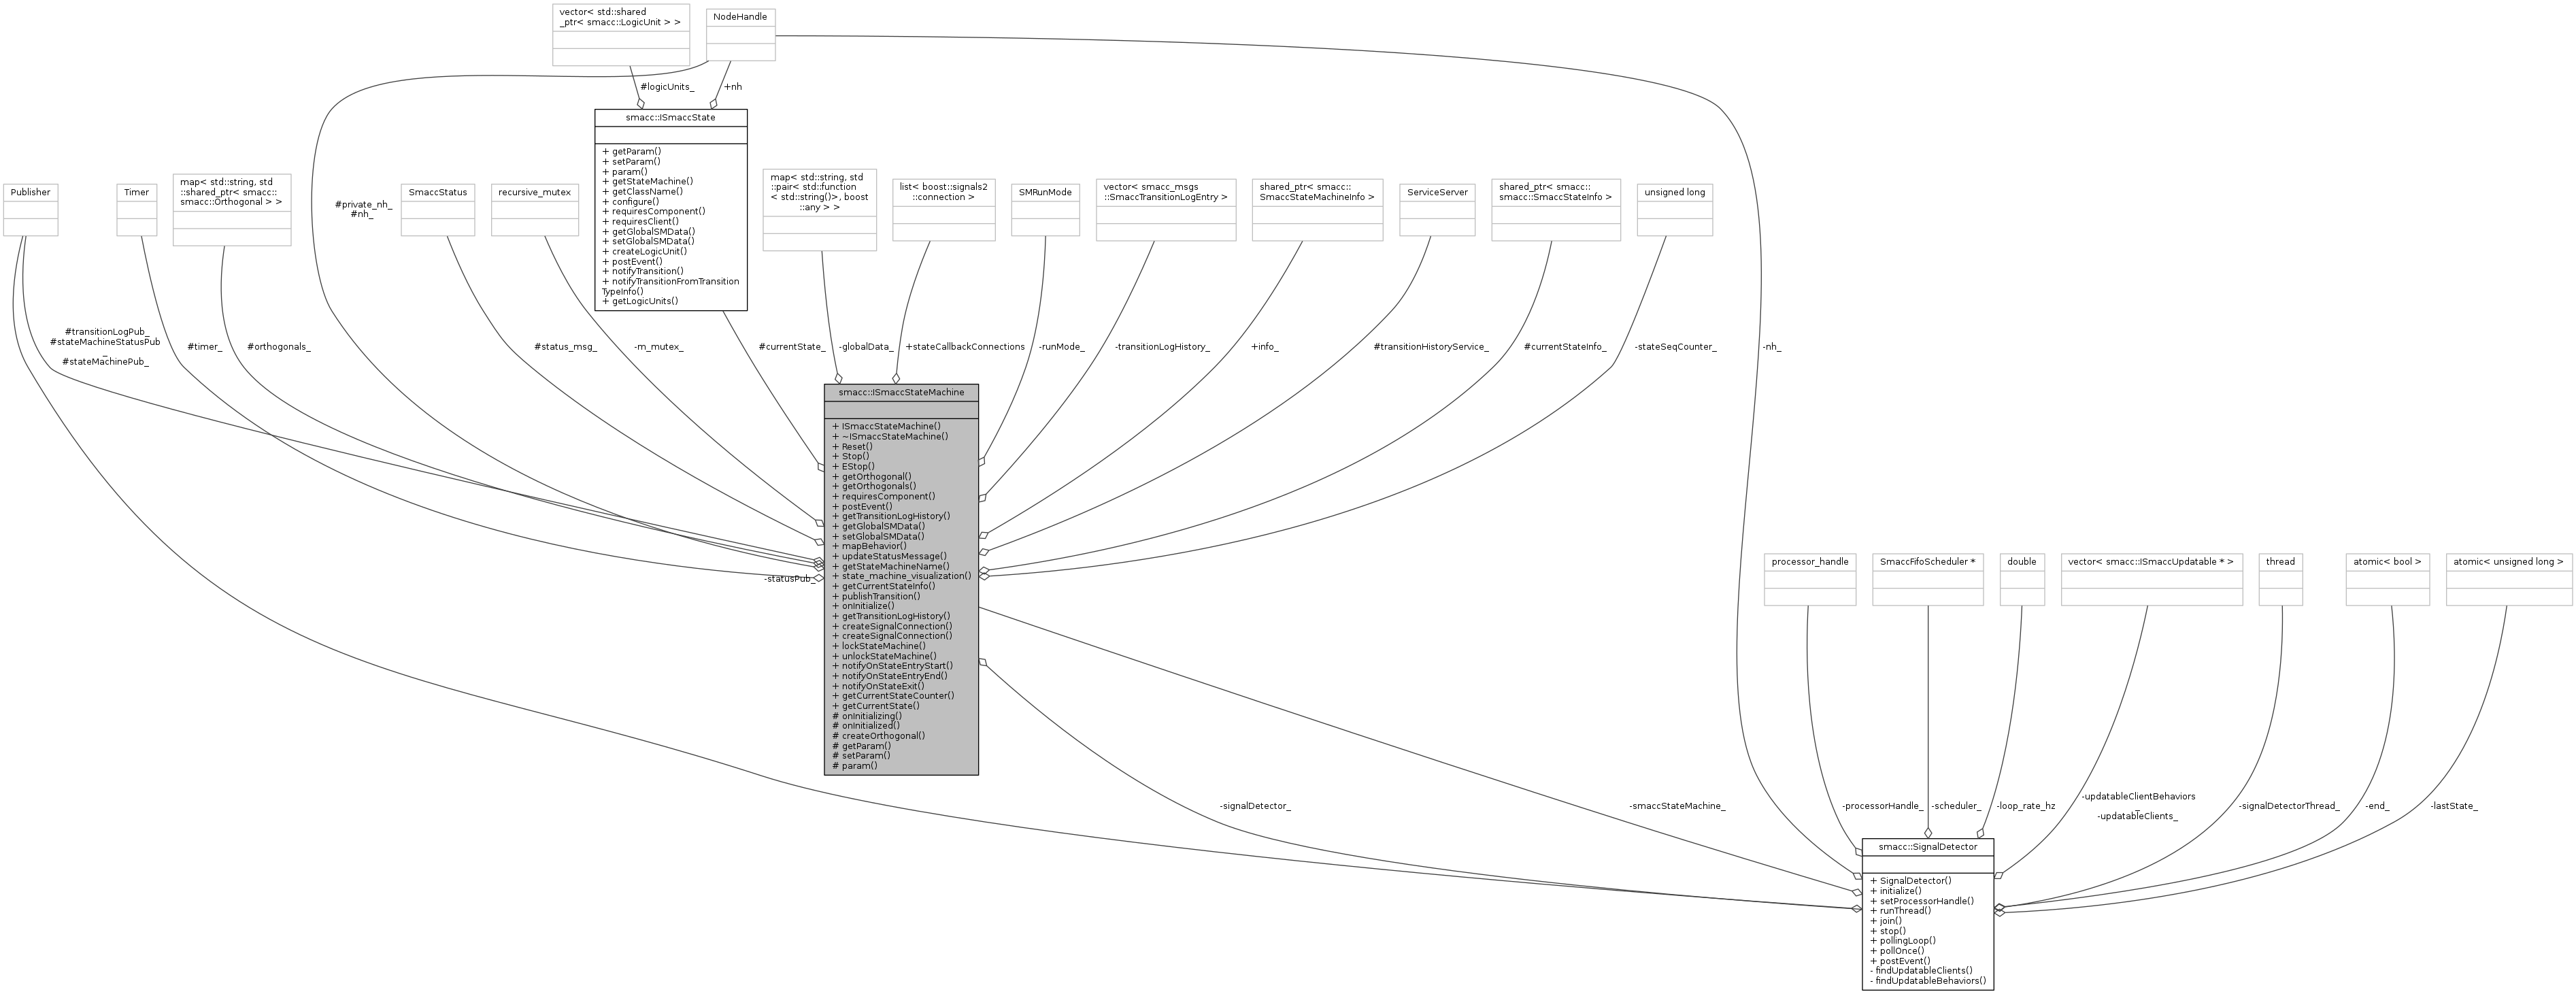 vector< std::shared
_ptr< smacc::LogicUnit > >
NodeHandle
#logicUnits_
+nh
smacc::ISmaccState
+ getParam()
+ setParam()
+ param()
+ getStateMachine()
+ getClassName()
+ configure()
+ requiresComponent()
+ requiresClient()
+ getGlobalSMData()
+ setGlobalSMData()
+ createLogicUnit()
+ postEvent()
+ notifyTransition()
+ notifyTransitionFromTransition
TypeInfo()
+ getLogicUnits()
Publisher
Timer
map< std::string, std
::shared_ptr< smacc::
smacc::Orthogonal > >
#private_nh_
#nh_
SmaccStatus
recursive_mutex
map< std::string, std
::pair< std::function
< std::string()>, boost
::any > >
list< boost::signals2
::connection >
SMRunMode
vector< smacc_msgs
::SmaccTransitionLogEntry >
shared_ptr< smacc::
SmaccStateMachineInfo >
ServiceServer
shared_ptr< smacc::
smacc::SmaccStateInfo >
unsigned long
#transitionLogPub_
#stateMachineStatusPub
_
#stateMachinePub_
#timer_
#orthogonals_
#status_msg_
-m_mutex_
#currentState_
-globalData_
+stateCallbackConnections
-runMode_
-transitionLogHistory_
+info_
#transitionHistoryService_
#currentStateInfo_
-stateSeqCounter_
-nh_
smacc::ISmaccStateMachine
+ ISmaccStateMachine()
+ ~ISmaccStateMachine()
+ Reset()
+ Stop()
+ EStop()
+ getOrthogonal()
+ getOrthogonals()
+ requiresComponent()
+ postEvent()
+ getTransitionLogHistory()
+ getGlobalSMData()
+ setGlobalSMData()
+ mapBehavior()
+ updateStatusMessage()
+ getStateMachineName()
+ state_machine_visualization()
+ getCurrentStateInfo()
+ publishTransition()
+ onInitialize()
+ getTransitionLogHistory()
+ createSignalConnection()
+ createSignalConnection()
+ lockStateMachine()
+ unlockStateMachine()
+ notifyOnStateEntryStart()
+ notifyOnStateEntryEnd()
+ notifyOnStateExit()
+ getCurrentStateCounter()
+ getCurrentState()
# onInitializing()
# onInitialized()
# createOrthogonal()
# getParam()
# setParam()
# param()
-statusPub_
processor_handle
SmaccFifoScheduler *
double
vector< smacc::ISmaccUpdatable * >
thread
atomic< bool >
atomic< unsigned long >
-signalDetector_
-smaccStateMachine_
-processorHandle_
-scheduler_
-loop_rate_hz
-updatableClientBehaviors
_
-updatableClients_
-signalDetectorThread_
-end_
-lastState_
smacc::SignalDetector
+ SignalDetector()
+ initialize()
+ setProcessorHandle()
+ runThread()
+ join()
+ stop()
+ pollingLoop()
+ pollOnce()
+ postEvent()
- findUpdatableClients()
- findUpdatableBehaviors()